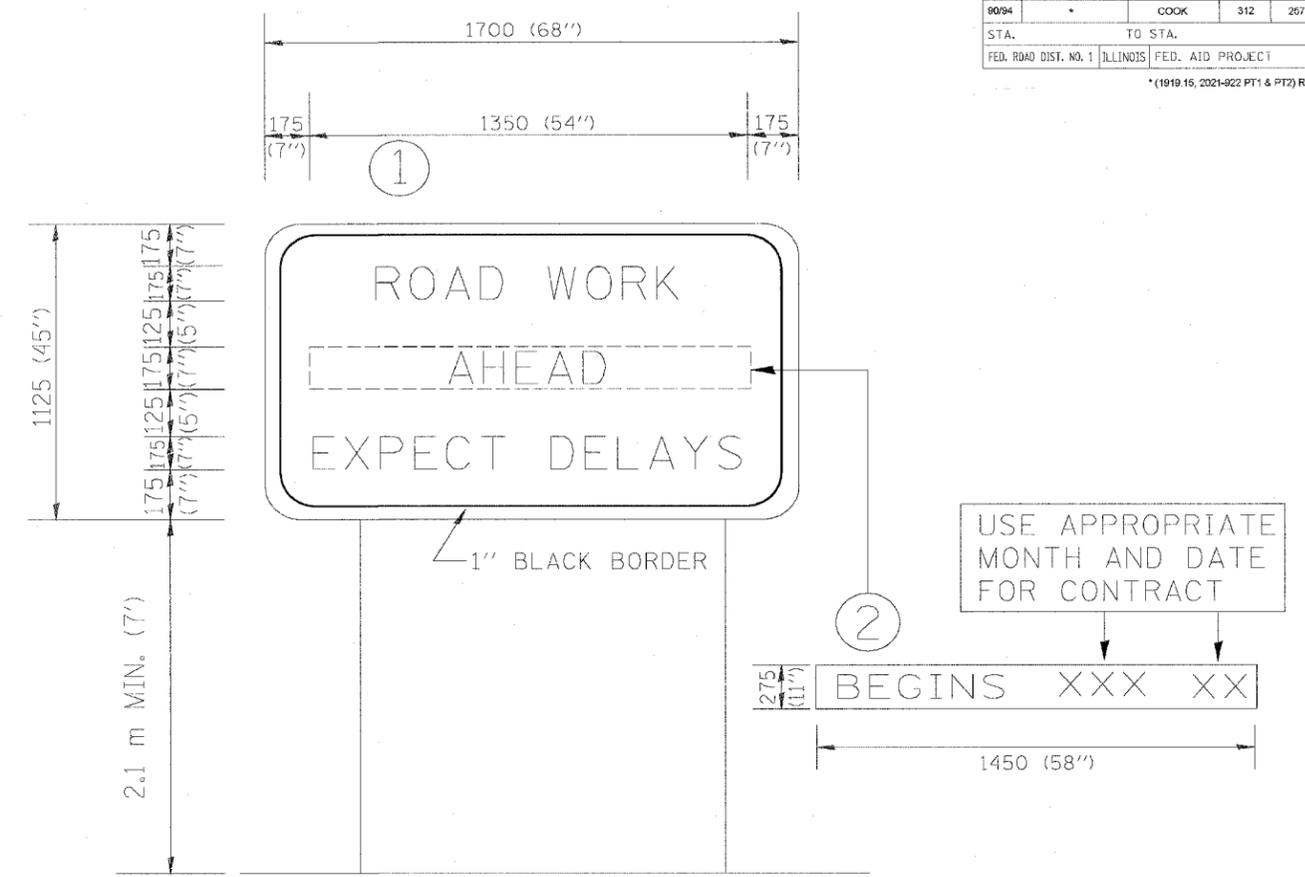 90/94 * COOK 312 267
STA. TO STA.
FED. ROAD DIST. NO. 1 ILLINOIS FED. AID PROJECT
* (1919.15, 2021-922 PT1 & PT2) R
1700 (68")
175 (7")
1350 (54")
175 (7")
1
1125 (45")
175 (7")
175 (7")
125 (5")
175 (7")
125 (5")
175 (7")
175 (7")
ROAD WORK
AHEAD
EXPECT DELAYS
1" BLACK BORDER
2.1 m MIN. (7')
USE APPROPRIATE
MONTH AND DATE
FOR CONTRACT
2
275 (11")
BEGINS XXX XX
1450 (58")